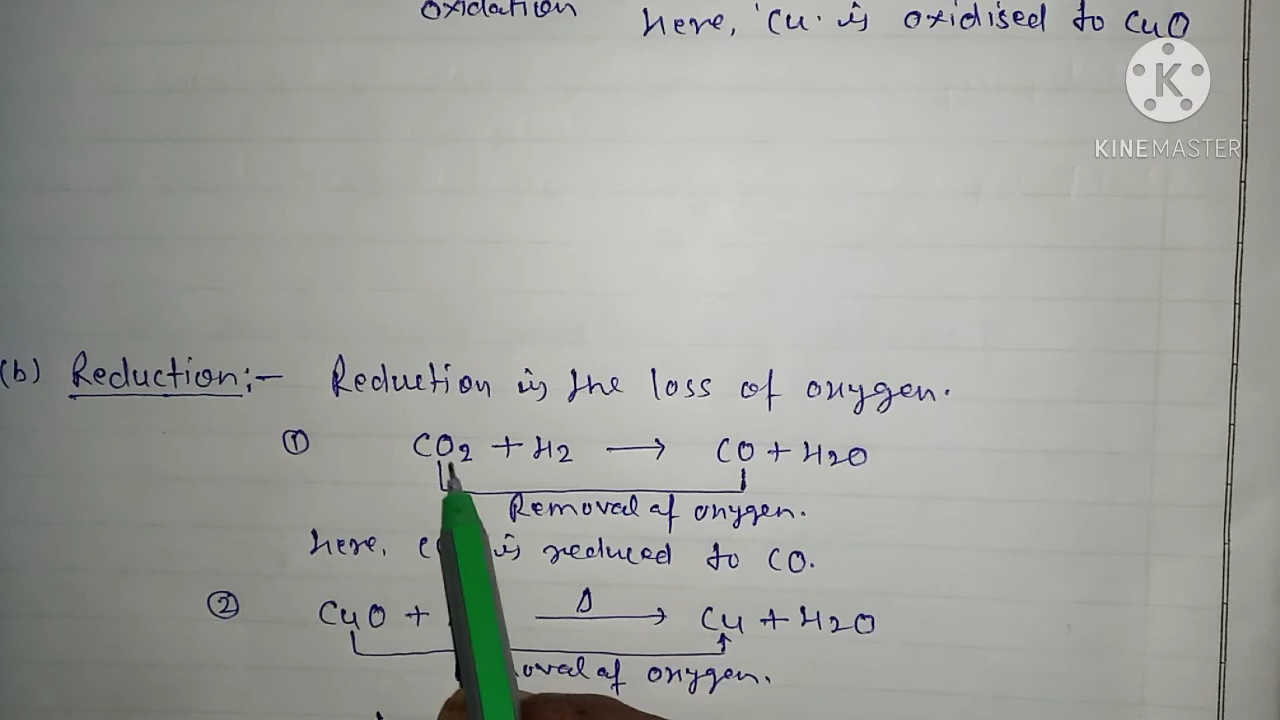 oxidation here, Cu is oxidised to CuO
K
KINEMASTER
(b) Reduction:- Reduction is the loss of oxygen.
① CO2 + H2 → CO + H2O
Removal of oxygen.
here, is reduced to CO.
② CuO + Δ→ Cu + H2O
oval of oxygen.